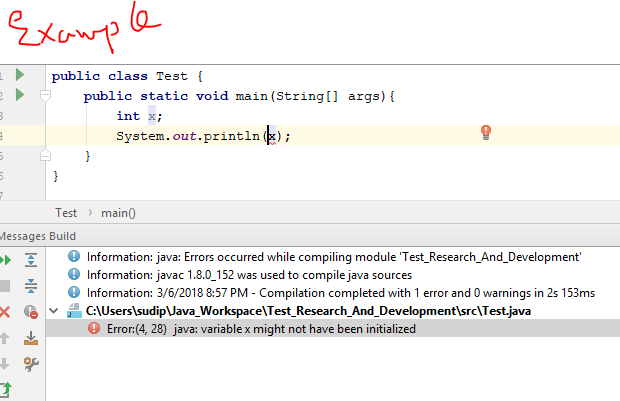 Example
1
public class Test {
2
public static void main(String[] args){
3
int x;
4
System.out.println(x);
5
}
6
}
7
Test > main()
Messages Build
Information: java: Errors occurred while compiling module 'Test_Research_And_Development'
Information: javac 1.8.0_152 was used to compile java sources
Information: 3/6/2018 8:57 PM - Compilation completed with 1 error and 0 warnings in 2s 153ms
C:\Users\sudip\Java_Workspace\Test_Research_And_Development\src\Test.java
Error:(4, 28) java: variable x might not have been initialized